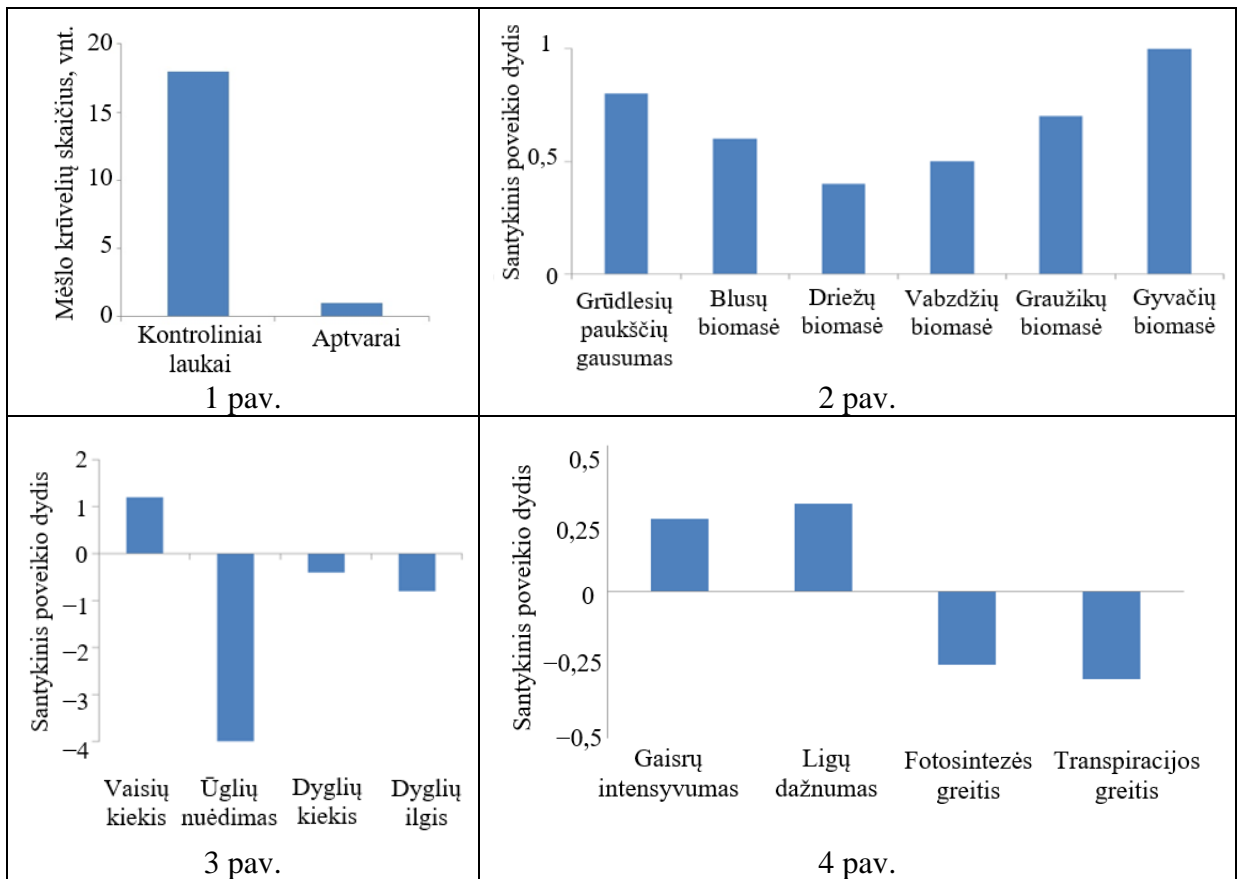 Mėšlo krūvelių skaičius, vnt.
20
15
10
5
0
Kontroliniai
laukai
Aptvarai
1 pav.
Santykinis poveikio dydis
1
0,5
0
Grūdlesių
paukščių
gausumas
Blusų
biomasė
Driežų
biomasė
Vabzdžių
biomasė
Graužikų
biomasė
Gyvačių
biomasė
2 pav.
Santykinis poveikio dydis
2
1
0
−1
−2
−3
−4
Vaisių
kiekis
Ūglių
nuėdimas
Dyglių
kiekis
Dyglių
ilgis
3 pav.
Santykinis poveikio dydis
0,5
0,25
0
−0,25
−0,5
Gaisrų
intensyvumas
Ligų
dažnumas
Fotosintezės
greitis
Transpiracijos
greitis
4 pav.